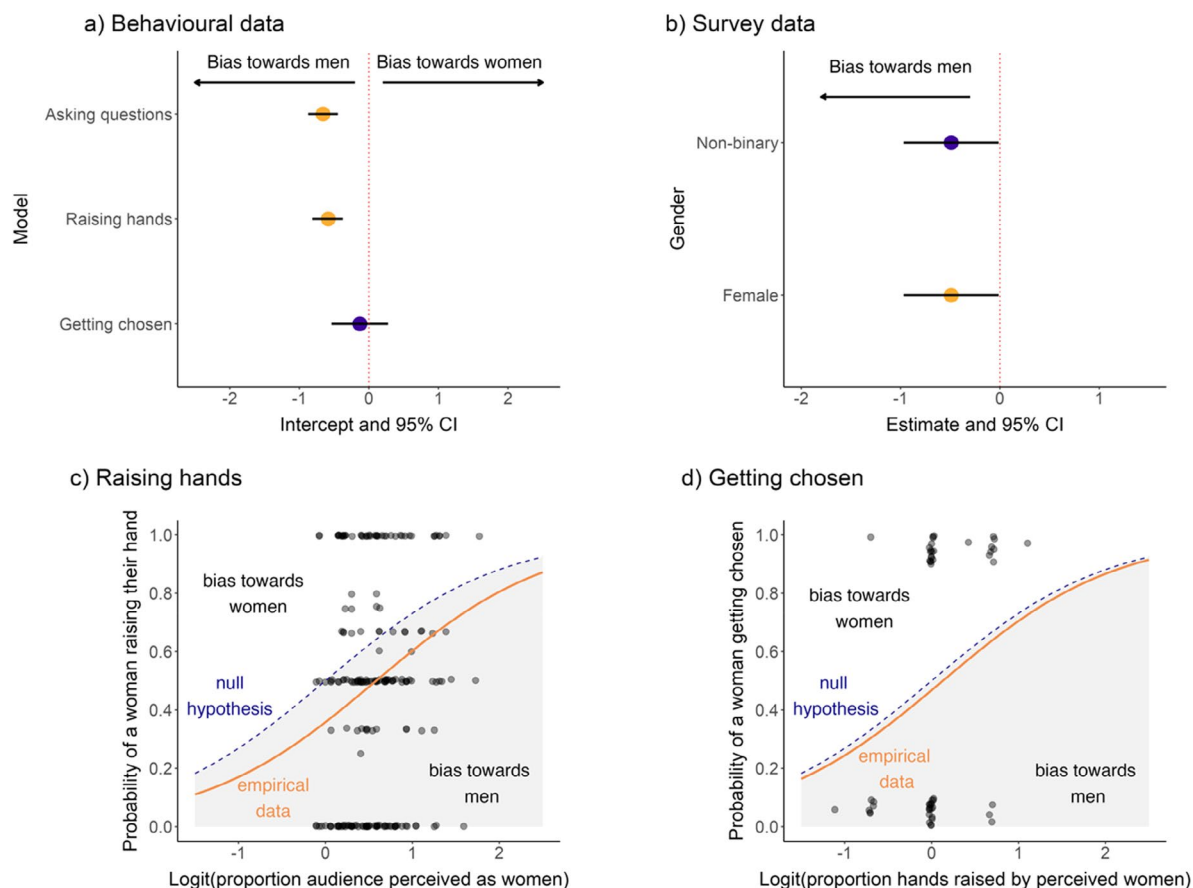 a) Behavioural data
Bias towards men
Bias towards women
Asking questions
Raising hands
Getting chosen
Model
-2
-1
0
1
2
Intercept and 95% CI
b) Survey data
Bias towards men
Non-binary
Female
Gender
-2
-1
0
1
Estimate and 95% CI
c) Raising hands
Probability of a woman raising their hand
1.0
0.8
0.6
0.4
0.2
0.0
bias towards
women
null
hypothesis
empirical
data
bias towards
men
-1
0
1
2
Logit(proportion audience perceived as women)
d) Getting chosen
Probability of a woman getting chosen
1.0
0.8
0.6
0.4
0.2
0.0
bias towards
women
null
hypothesis
empirical
data
bias towards
men
-1
0
1
2
Logit(proportion hands raised by perceived women)